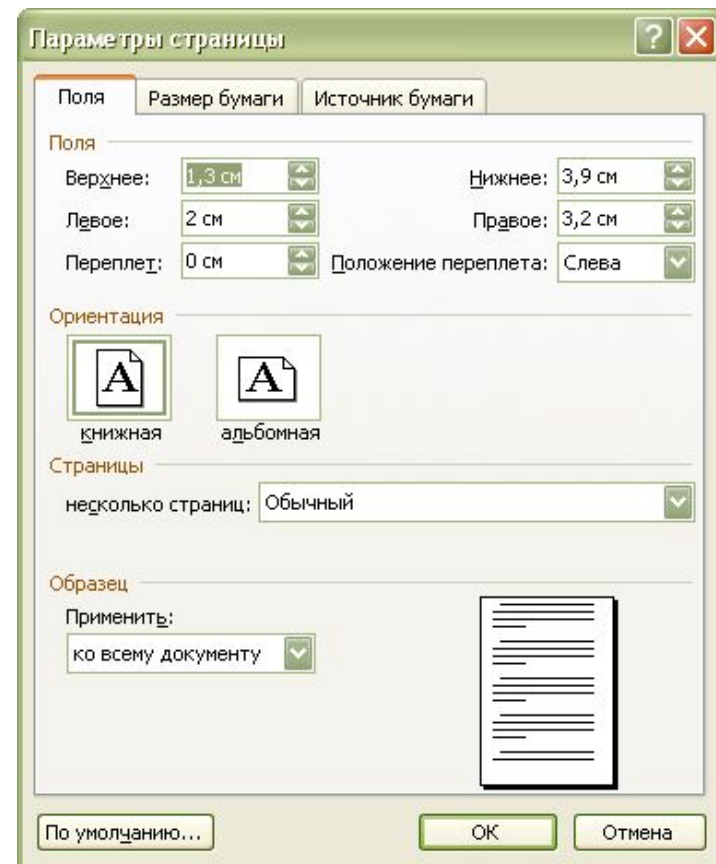 Параметры страницы
Поля Размер бумаги Источник бумаги
Поля
Верхнее: 1,3 см Нижнее: 3,9 см
Левое: 2 см Правое: 3,2 см
Переплет: 0 см Положение переплета: Слева
Ориентация
A A
книжная альбомная
Страницы
несколько страниц: Обычный
Образец
Применить:
ко всему документу
По умолчанию... ОК Отмена